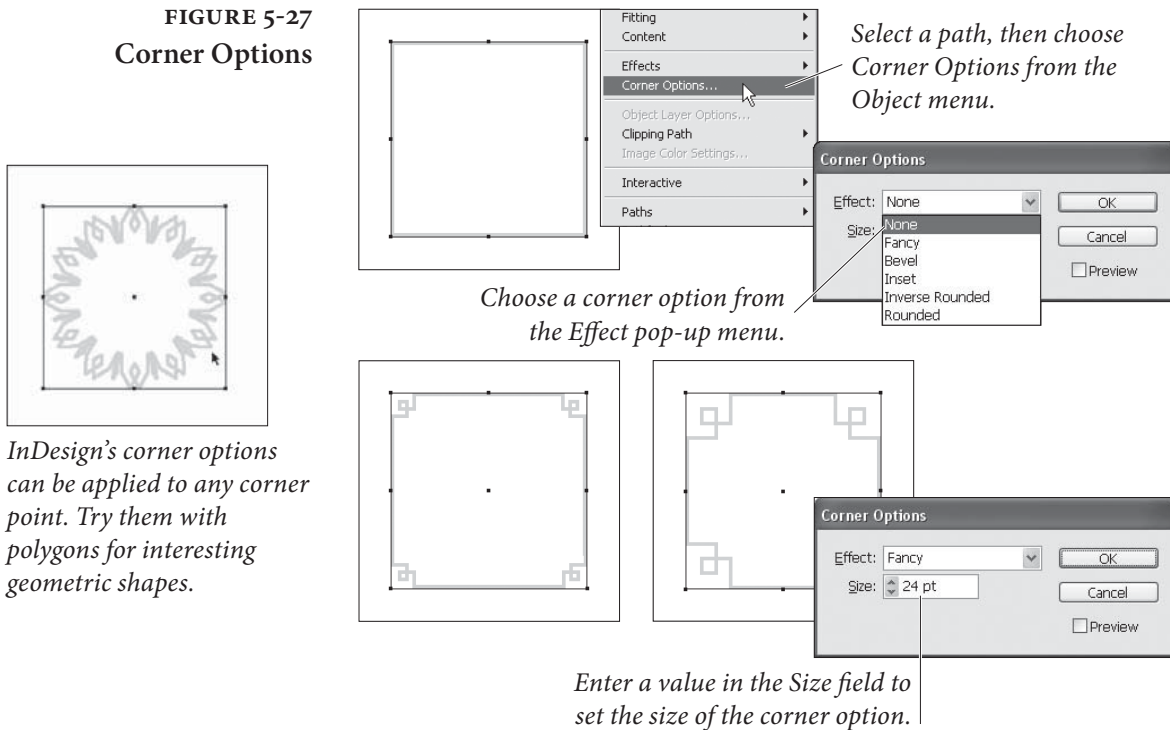 FIGURE 5-27
Corner Options
Fitting
Content
Effects
Corner Options...
Object Layer Options...
Clipping Path
Image Color Settings...
Interactive
Paths
Select a path, then choose
Corner Options from the
Object menu.
Corner Options
Effect: None
OK
Size:
None
Fancy
Bevel
Inset
Inverse Rounded
Rounded
Cancel
Preview
Choose a corner option from
the Effect pop-up menu.
InDesign's corner options
can be applied to any corner
point. Try them with
polygons for interesting
geometric shapes.
Corner Options
Effect: Fancy
OK
Size: 24 pt
Cancel
Preview
Enter a value in the Size field to
set the size of the corner option.